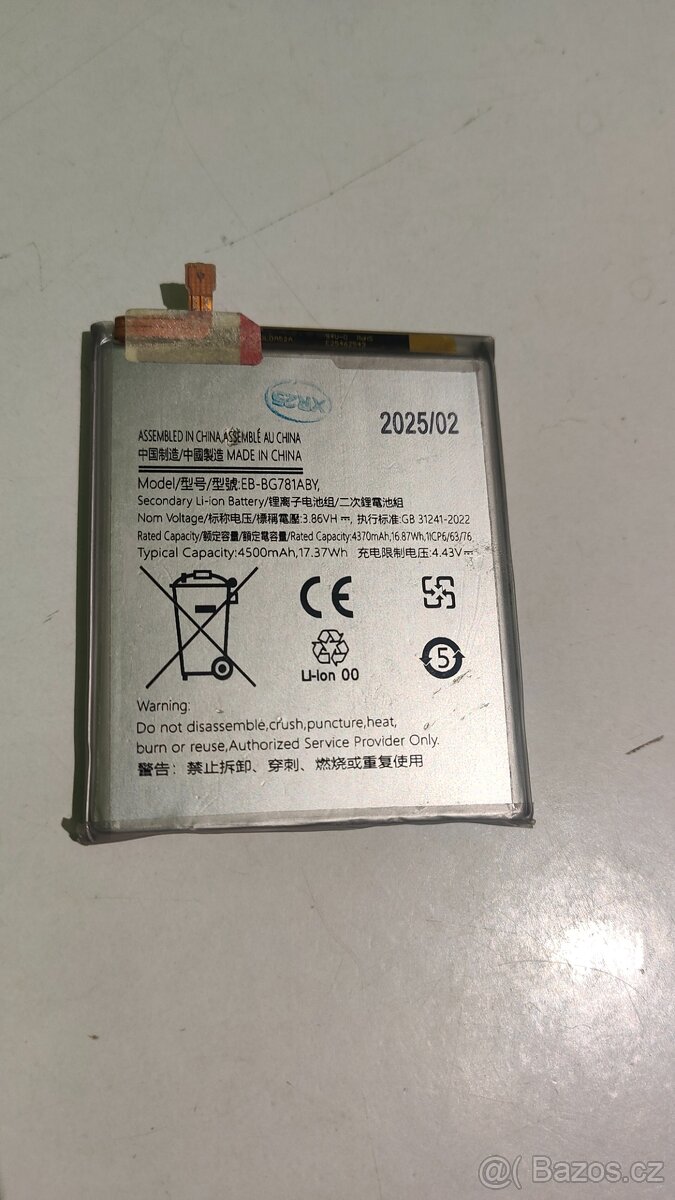 XR25
2025/02
ASSEMBLED IN CHINA,ASSEMBLÉ AU CHINA
中国制造/中國製造 MADE IN CHINA
Model/型号/型號:EB-BG781ABY,
Secondary Li-ion Battery/锂离子电池组/二次鋰電池組
Nom Voltage/标称电压/標稱電壓:3.86VH ⎓, 执行标准:GB 31241-2022
Rated Capacity/额定容量/額定電容量/Rated Capacity:4370mAh,16.87Wh,1ICP6/63/76,
Typical Capacity:4500mAh,17.37Wh 充电限制电压:4.43V⎓
CE
Li-ion 00
5
Warning:
Do not disassemble,crush,puncture,heat,
burn or reuse,Authorized Service Provider Only.
警告：禁止拆卸、穿刺、燃烧或重复使用
@( Bazos.cz